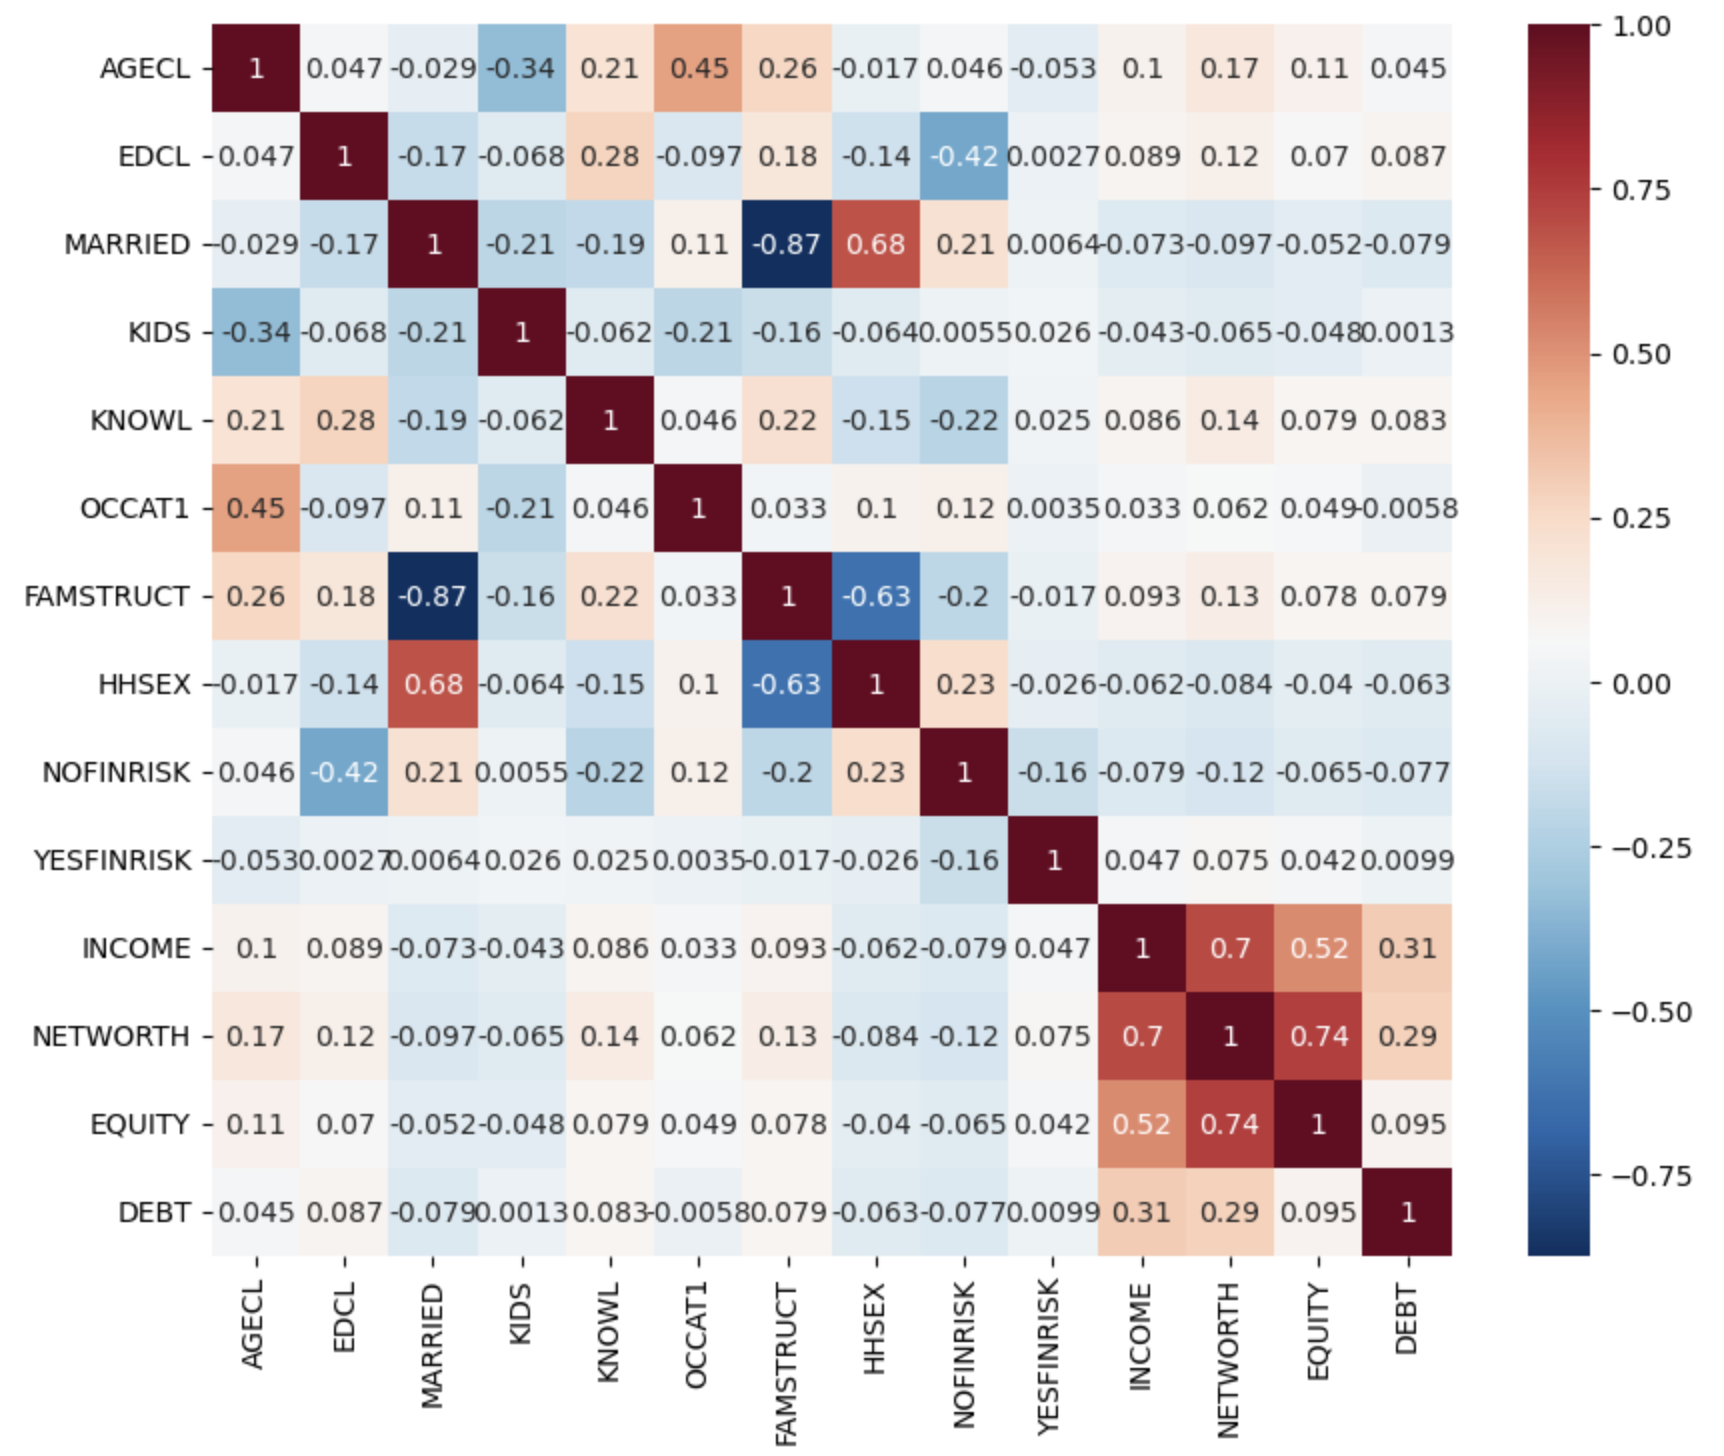 AGECL 1 0.047 -0.029 -0.34 0.21 0.45 0.26 -0.017 0.046 -0.053 0.1 0.17 0.11 0.045
EDCL 0.047 1 -0.17 -0.068 0.28 -0.097 0.18 -0.14 -0.42 0.0027 0.089 0.12 0.07 0.087
MARRIED -0.029 -0.17 1 -0.21 -0.19 0.11 -0.87 0.68 0.21 0.0064 -0.073 -0.097 -0.052 -0.079
KIDS -0.34 -0.068 -0.21 1 -0.062 -0.21 -0.16 -0.064 0.0055 0.026 -0.043 -0.065 -0.048 0.0013
KNOWL 0.21 0.28 -0.19 -0.062 1 0.046 0.22 -0.15 -0.22 0.025 0.086 0.14 0.079 0.083
OCCAT1 0.45 -0.097 0.11 -0.21 0.046 1 0.033 0.1 0.12 0.0035 0.033 0.062 0.049 -0.0058
FAMSTRUCT 0.26 0.18 -0.87 -0.16 0.22 0.033 1 -0.63 -0.2 -0.017 0.093 0.13 0.078 0.079
HHSEX -0.017 -0.14 0.68 -0.064 -0.15 0.1 -0.63 1 0.23 -0.026 -0.062 -0.084 -0.04 -0.063
NOFINRISK 0.046 -0.42 0.21 0.0055 -0.22 0.12 -0.2 0.23 1 -0.16 -0.079 -0.12 -0.065 -0.077
YESFINRISK -0.053 0.0027 0.0064 0.026 0.025 0.0035 -0.017 -0.026 -0.16 1 0.047 0.075 0.042 0.0099
INCOME 0.1 0.089 -0.073 -0.043 0.086 0.033 0.093 -0.062 -0.079 0.047 1 0.7 0.52 0.31
NETWORTH 0.17 0.12 -0.097 -0.065 0.14 0.062 0.13 -0.084 -0.12 0.075 0.7 1 0.74 0.29
EQUITY 0.11 0.07 -0.052 -0.048 0.079 0.049 0.078 -0.04 -0.065 0.042 0.52 0.74 1 0.095
DEBT 0.045 0.087 -0.079 0.0013 0.083 -0.0058 0.079 -0.063 -0.077 0.0099 0.31 0.29 0.095 1
AGECL
EDCL
MARRIED
KIDS
KNOWL
OCCAT1
FAMSTRUCT
HHSEX
NOFINRISK
YESFINRISK
INCOME
NETWORTH
EQUITY
DEBT
1.00
0.75
0.50
0.25
0.00
−0.25
−0.50
−0.75